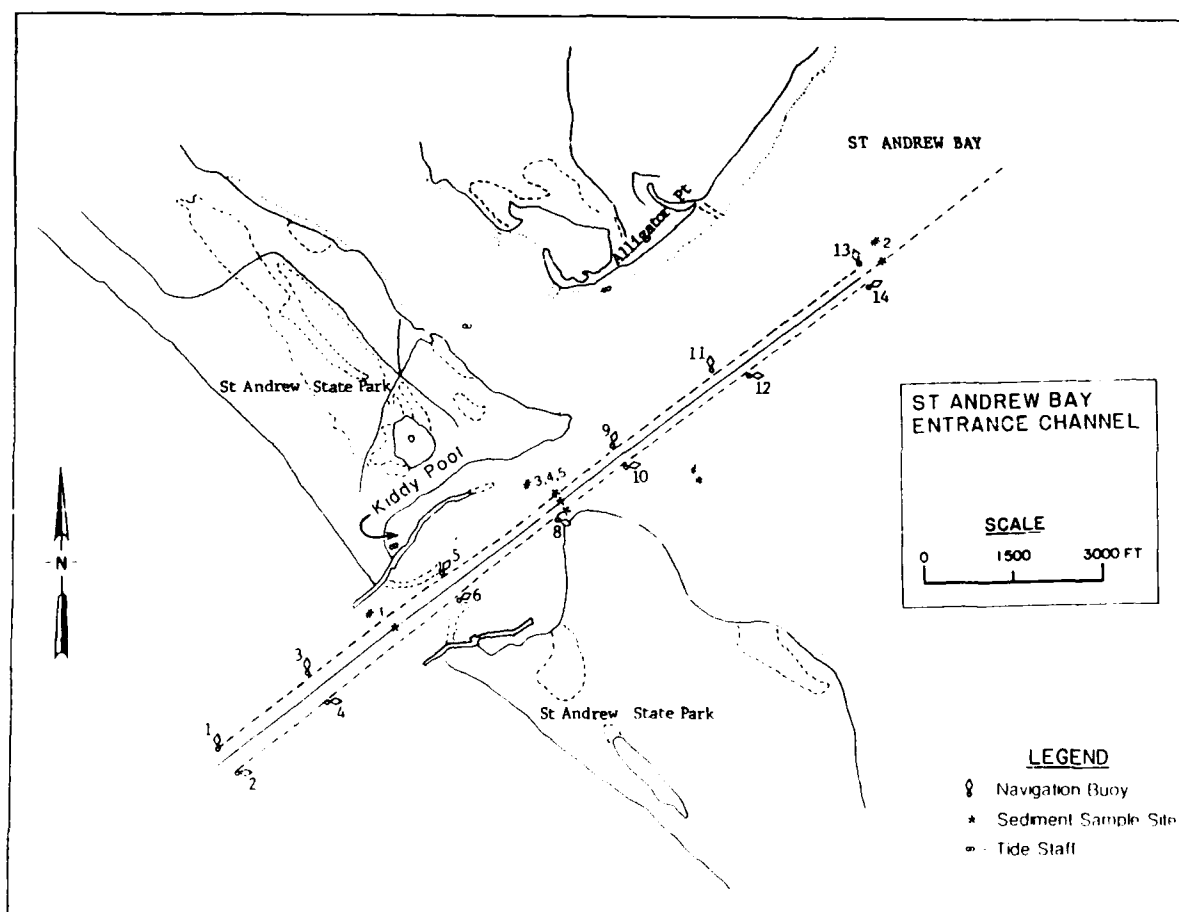 ST ANDREW BAY
Alligator Pt
13
# 2
14
11
12
St Andrew State Park
9
10
Kiddy Pool
# 3,4,5
8
5
6
# 1
3
4
1
2
St Andrew State Park
ST ANDREW BAY
ENTRANCE CHANNEL
SCALE
0 1500 3000 FT
N
LEGEND
Navigation Buoy
Sediment Sample Site
Tide Staff